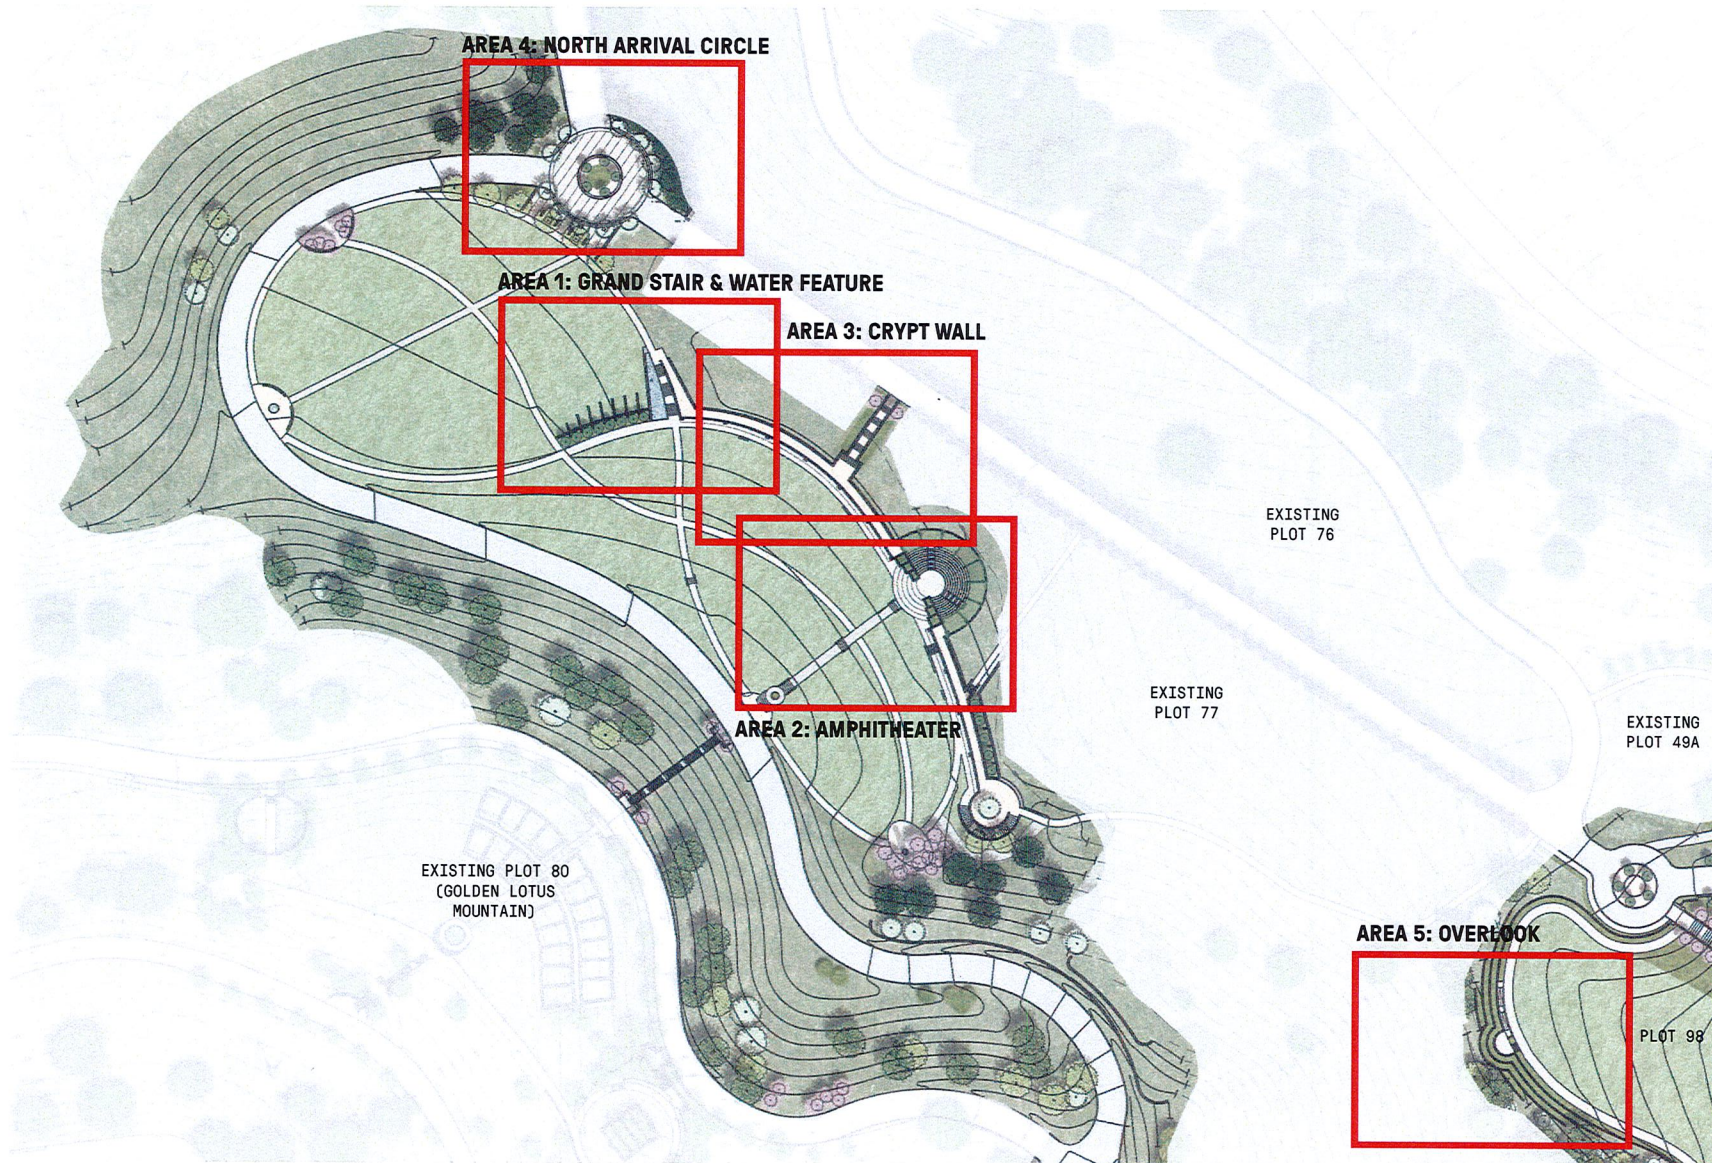 AREA 4: NORTH ARRIVAL CIRCLE
AREA 1: GRAND STAIR & WATER FEATURE
AREA 3: CRYPT WALL
EXISTING
PLOT 76
EXISTING
PLOT 77
EXISTING
PLOT 49A
AREA 2: AMPHITHEATER
EXISTING PLOT 80
(GOLDEN LOTUS
MOUNTAIN)
AREA 5: OVERLOOK
PLOT 98